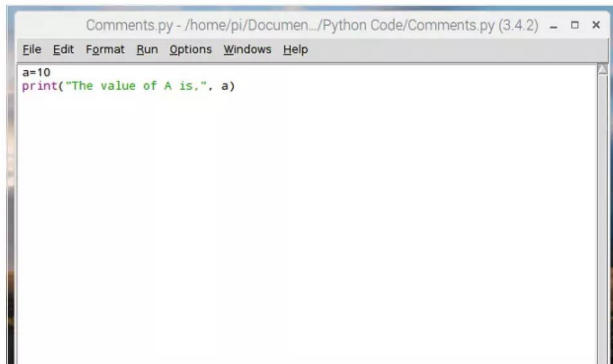 Comments.py - /home/pi/Documen.../Python Code/Comments.py (3.4.2)
File Edit Format Run Options Windows Help
a=10
print("The value of A is,", a)